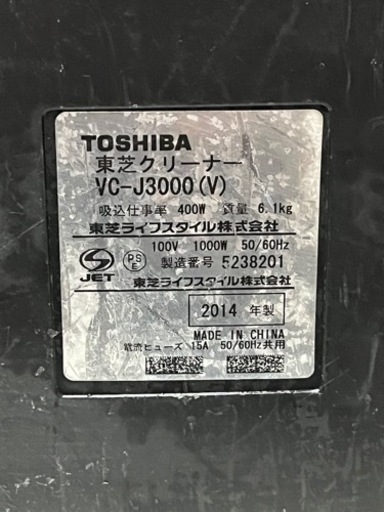 TOSHIBA
東芝クリーナー
VC-J3000(V)
吸込仕事率 400W 質量 6.1kg
東芝ライフスタイル株式会社
100V 1000W 50/60Hz
PSE 製造番号 5238201
JET 東芝ライフスタイル株式会社
2014 年製
MADE IN CHINA
電流ヒューズ 15A 50/60Hz共用